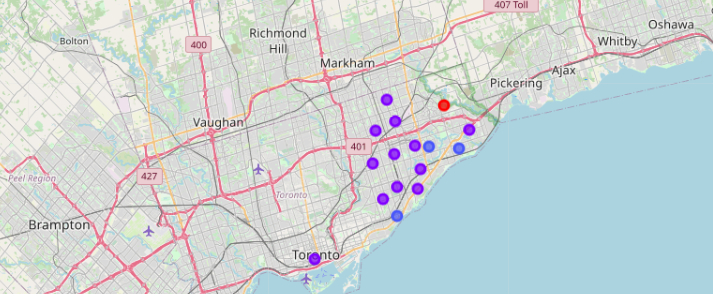 407 Toll
Oshawa
Richmond
Hill
Bolton
400
Whitby
Markham
Ajax
Pickering
Vaughan
401
427
Peel Region
Toronto
Brampton
Toronto